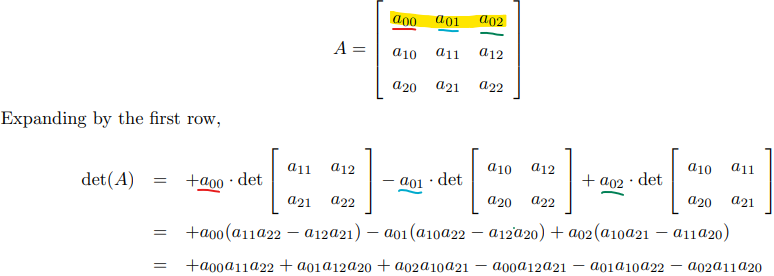 a₀₀ a₀₁ a₀₂
A = a₁₀ a₁₁ a₁₂
a₂₀ a₂₁ a₂₂
Expanding by the first row,
a₁₁ a₁₂ a₁₀ a₁₂ a₁₀ a₁₁
det(A) = +a₀₀ · det − a₀₁ · det + a₀₂ · det
a₂₁ a₂₂ a₂₀ a₂₂ a₂₀ a₂₁
= +a₀₀(a₁₁a₂₂ − a₁₂a₂₁) − a₀₁(a₁₀a₂₂ − a₁₂a₂₀) + a₀₂(a₁₀a₂₁ − a₁₁a₂₀)
= +a₀₀a₁₁a₂₂ + a₀₁a₁₂a₂₀ + a₀₂a₁₀a₂₁ − a₀₀a₁₂a₂₁ − a₀₁a₁₀a₂₂ − a₀₂a₁₁a₂₀